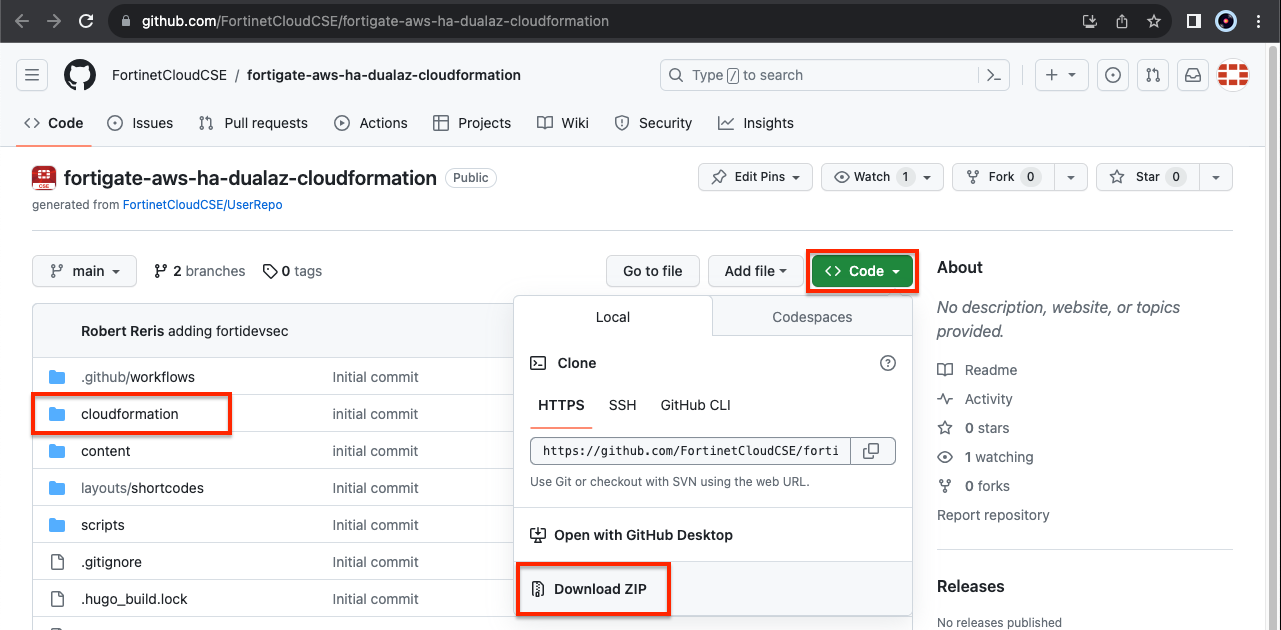 github.com/FortinetCloudCSE/fortigate-aws-ha-dualaz-cloudformation
FortinetCloudCSE / fortigate-aws-ha-dualaz-cloudformation
Type / to search
Code Issues Pull requests Actions Projects Wiki Security Insights
CSE
fortigate-aws-ha-dualaz-cloudformation Public
Edit Pins Watch 1 Fork 0 Star 0
generated from FortinetCloudCSE/UserRepo
main 2 branches 0 tags Go to file Add file Code
About
No description, website, or topics
provided.
Readme
Activity
0 stars
1 watching
0 forks
Report repository
Releases
No releases published
Robert Reris adding fortidevsec
.github/workflows Initial commit
cloudformation initial commit
content initial commit
layouts/shortcodes Initial commit
scripts Initial commit
.gitignore Initial commit
.hugo_build.lock Initial commit
Local Codespaces
Clone
HTTPS SSH GitHub CLI
https://github.com/FortinetCloudCSE/forti
Use Git or checkout with SVN using the web URL.
Open with GitHub Desktop
Download ZIP